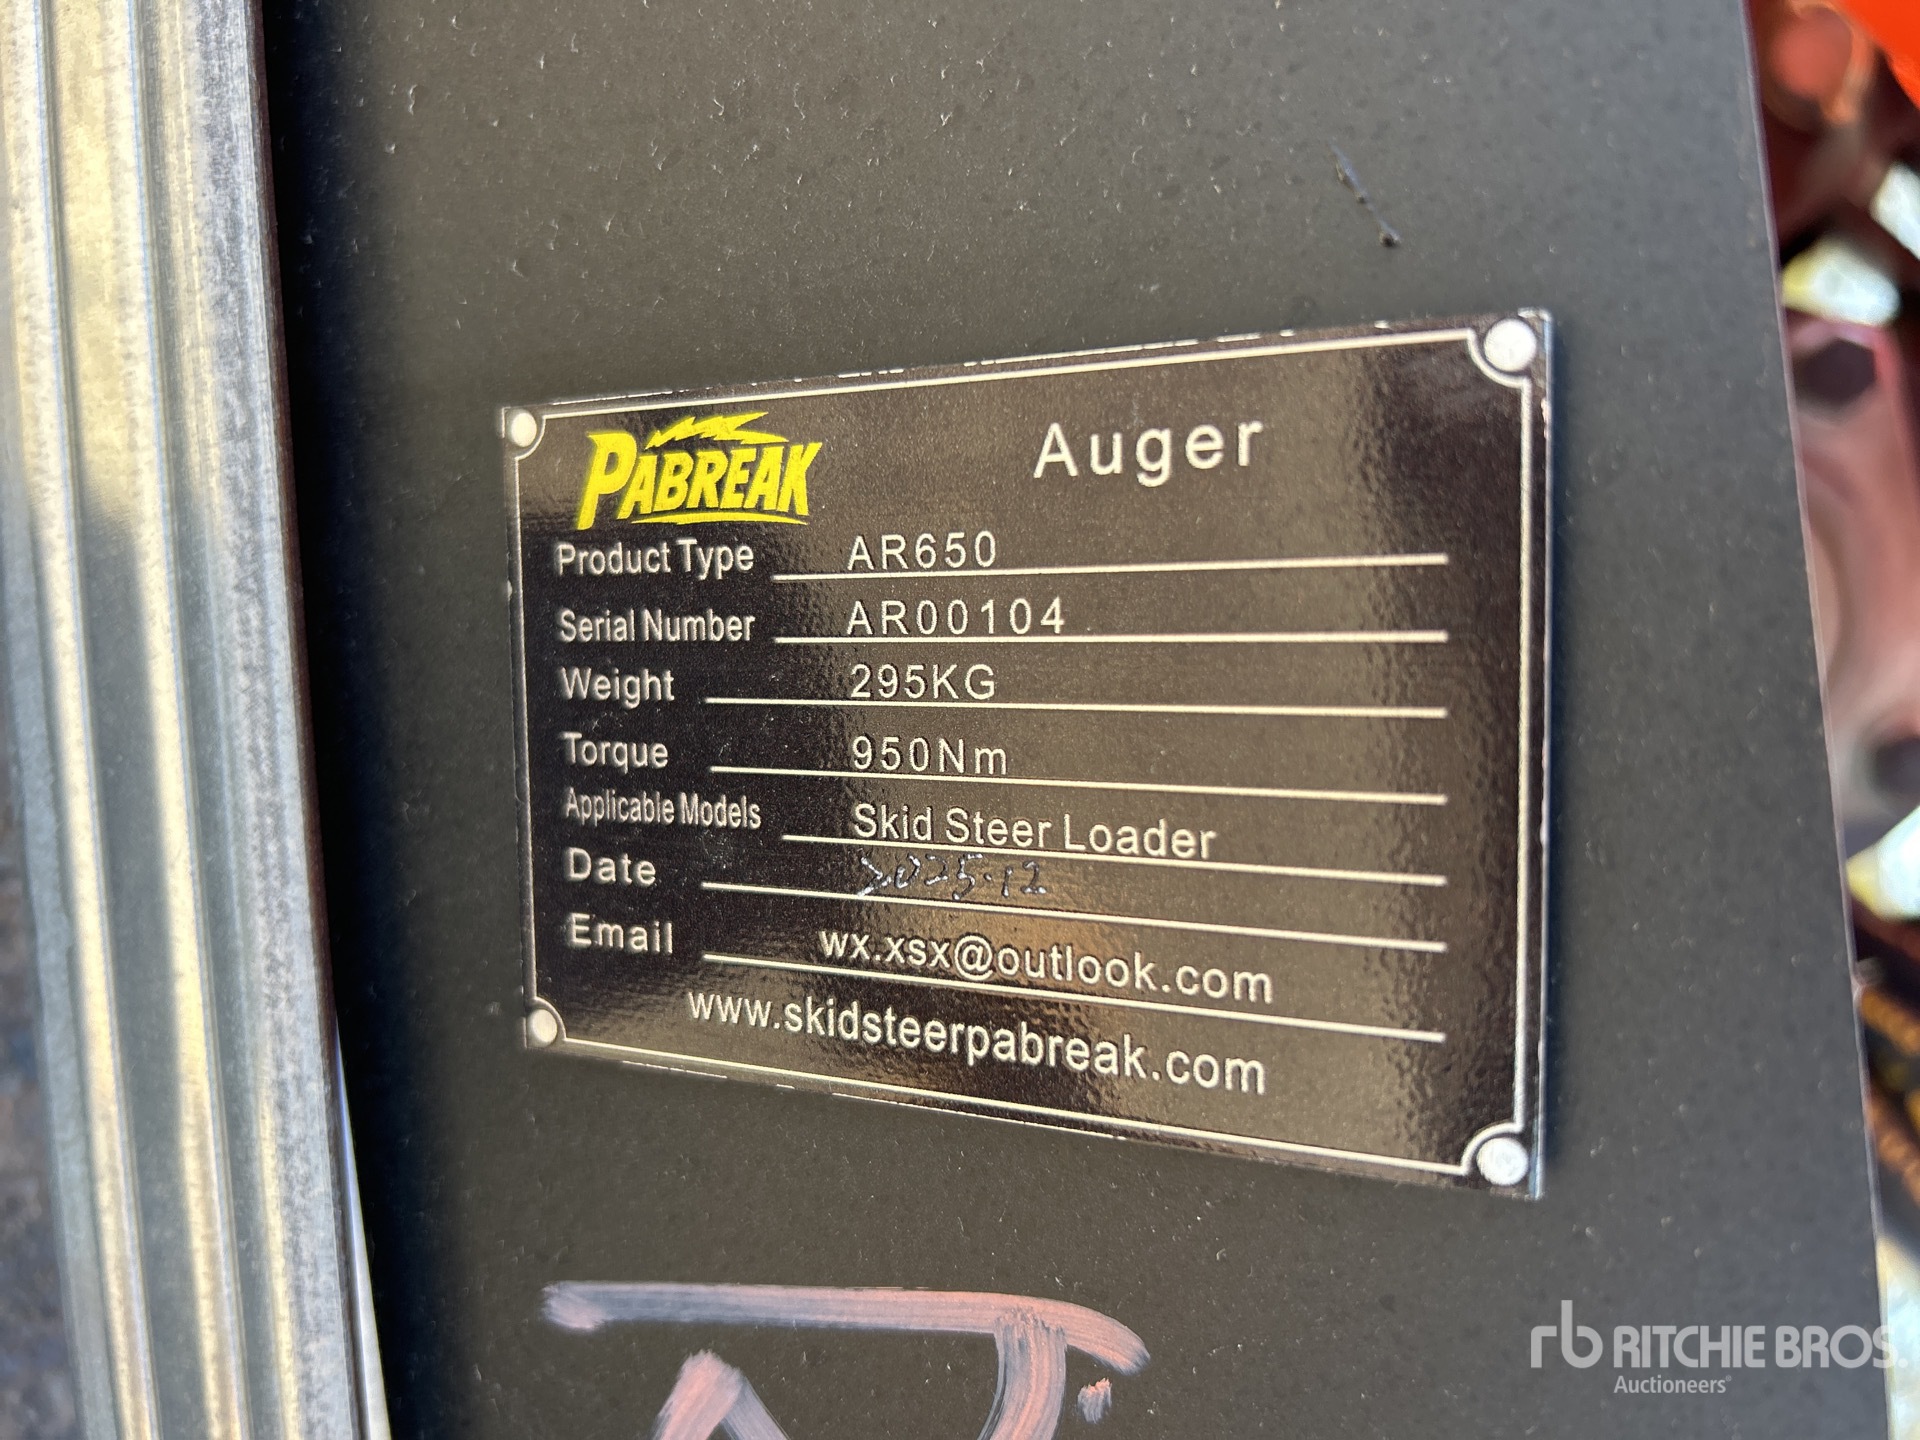 PABREAK
Auger
Product Type AR650
Serial Number AR00104
Weight 295KG
Torque 950Nm
Applicable Models Skid Steer Loader
Date 2025.12
Email wx.xsx@outlook.com
www.skidsteerpabreak.com
rb RITCHIE BROS.
Auctioneers